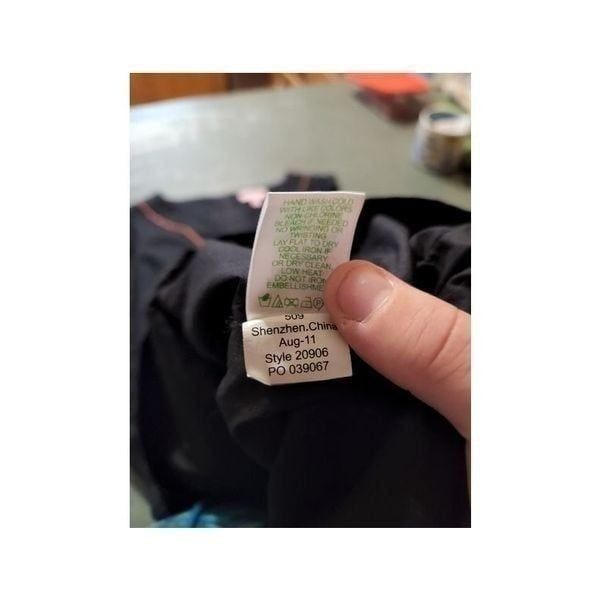 HAND WASH COLD
WITH LIKE COLORS
NON-CHLORINE
BLEACH IF NEEDED
NO WRINGING OR
TWISTING
LAY FLAT TO DRY
COOL IRON IF
NECESSARY
OR DRY CLEAN,
LOW HEAT
DO NOT IRON
EMBELLISHME
509
Shenzhen.China
Aug-11
Style 20906
PO 039067